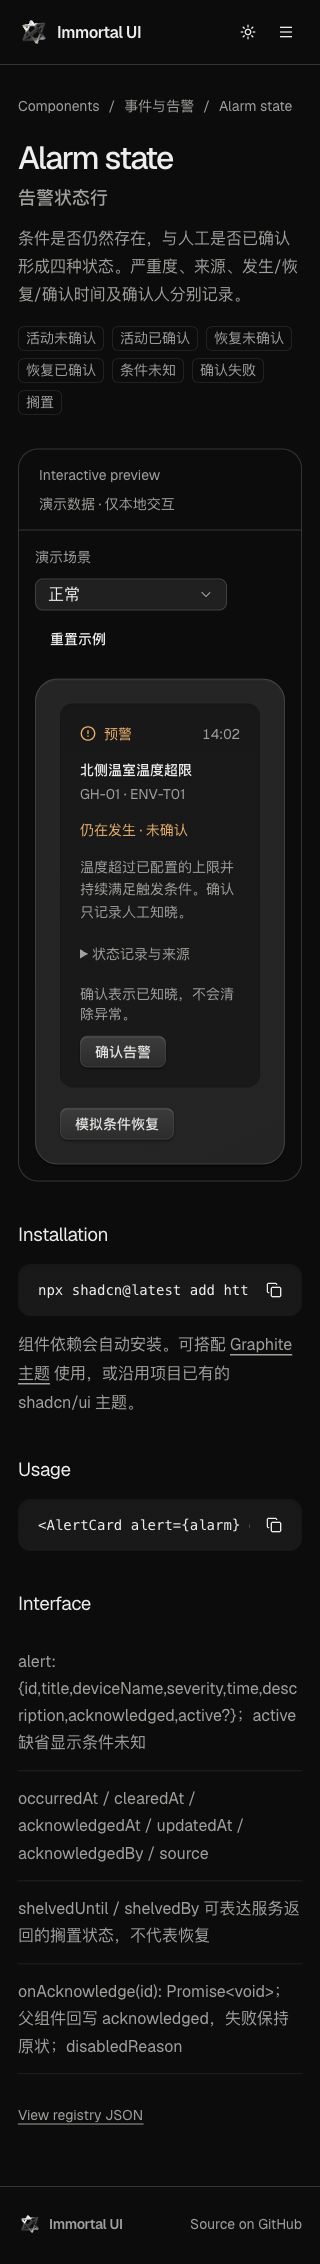 Immortal UI
Components / 事件与告警 / Alarm state
Alarm state
告警状态行
条件是否仍然存在，与人工是否已确认
形成四种状态。严重度、来源、发生/恢
复/确认时间及确认人分别记录。
活动未确认 活动已确认 恢复未确认
恢复已确认 条件未知 确认失败
搁置
Interactive preview
演示数据 · 仅本地交互
演示场景
正常
重置示例
预警 14:02
北侧温室温度超限
GH-01 · ENV-T01
仍在发生 · 未确认
温度超过已配置的上限并
持续满足触发条件。确认
只记录人工知晓。
状态记录与来源
确认表示已知晓，不会清
除异常。
确认告警
模拟条件恢复
Installation
npx shadcn@latest add htt
组件依赖会自动安装。可搭配 Graphite
主题 使用，或沿用项目已有的
shadcn/ui 主题。
Usage
<AlertCard alert={alarm}
Interface
alert:
{id,title,deviceName,severity,time,desc
ription,acknowledged,active?}；active
缺省显示条件未知
occurredAt / clearedAt /
acknowledgedAt / updatedAt /
acknowledgedBy / source
shelvedUntil / shelvedBy 可表达服务返
回的搁置状态，不代表恢复
onAcknowledge(id): Promise<void>；
父组件回写 acknowledged，失败保持
原状；disabledReason
View registry JSON
Immortal UI Source on GitHub